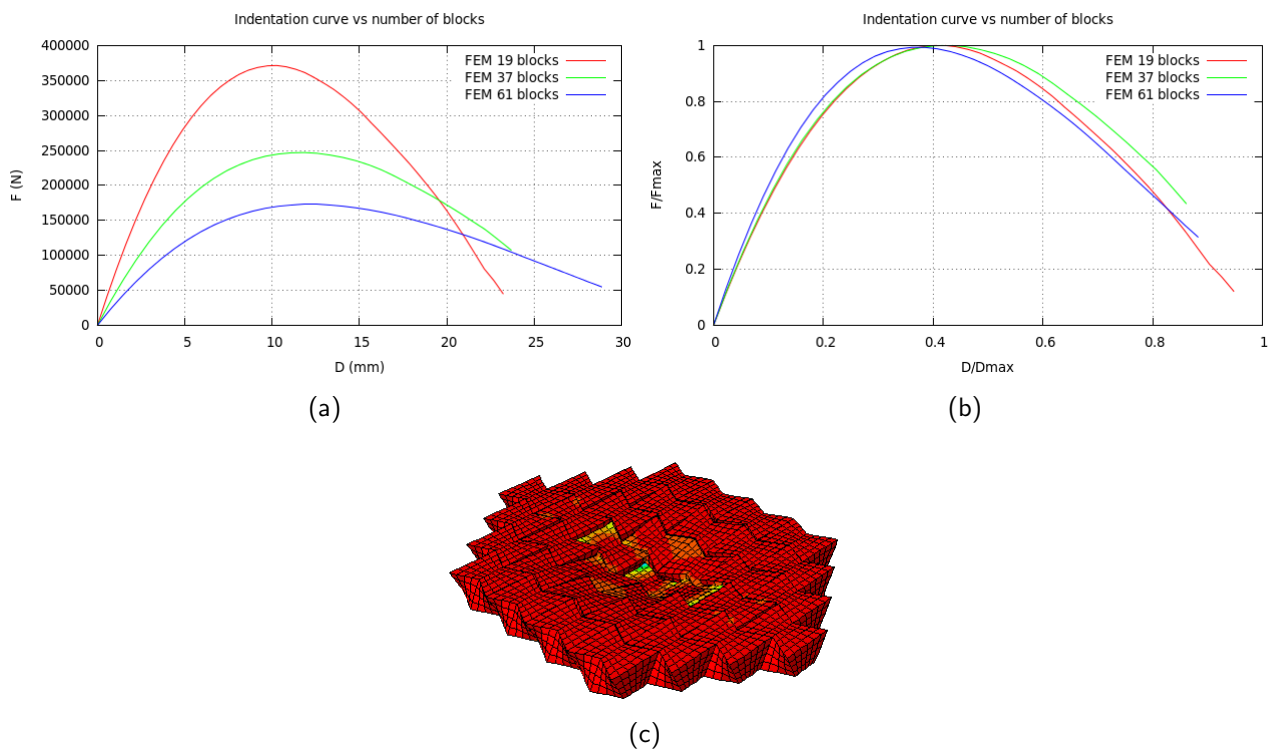 Indentation curve vs number of blocks
400000
350000
300000
250000
200000
150000
100000
50000
0
F (N)
FEM 19 blocks
FEM 37 blocks
FEM 61 blocks
0 5 10 15 20 25 30
D (mm)
(a)
Indentation curve vs number of blocks
1
0.8
0.6
0.4
0.2
0
F/Fmax
FEM 19 blocks
FEM 37 blocks
FEM 61 blocks
0 0.2 0.4 0.6 0.8 1
D/Dmax
(b)
(c)